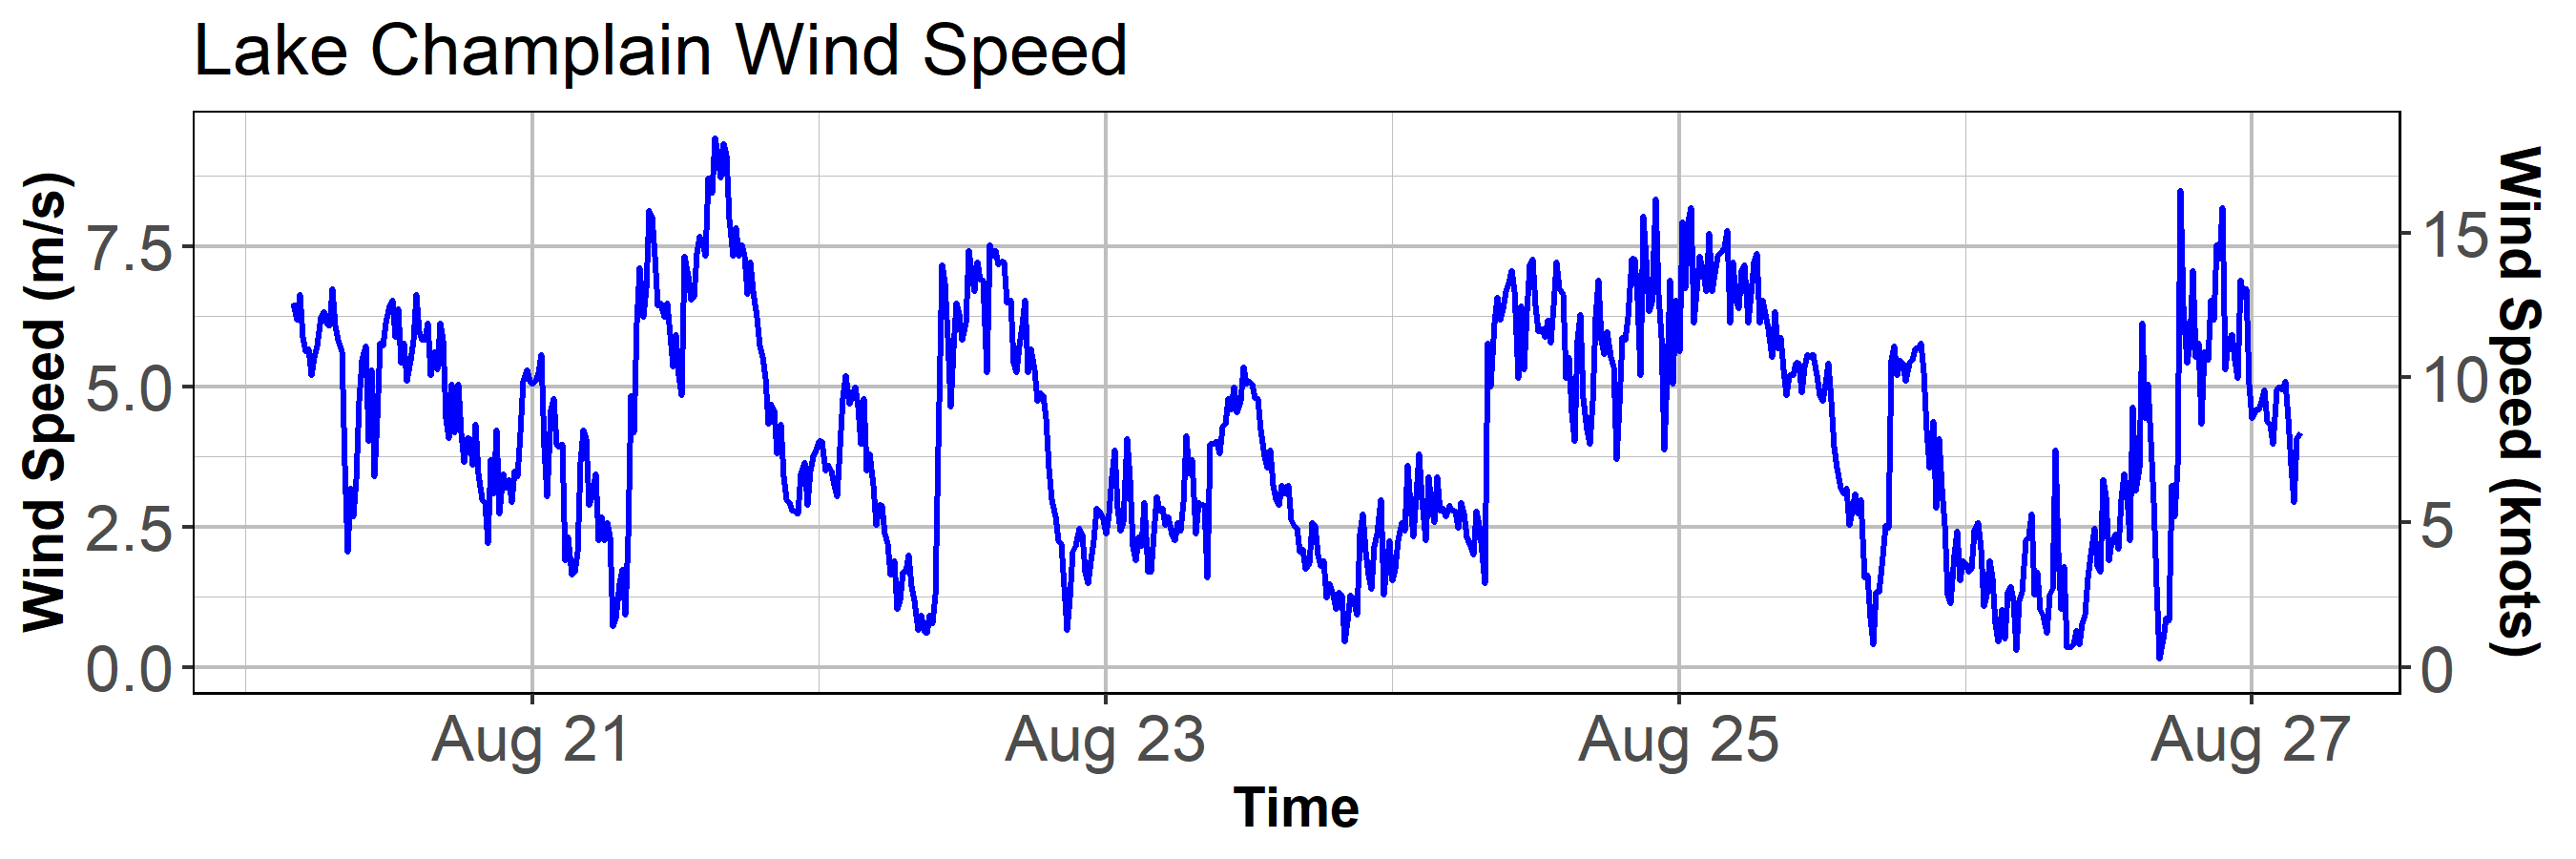 Lake Champlain Wind Speed
Wind Speed (m/s)
7.5
5.0
2.5
0.0
15
10
5
0
Wind Speed (knots)
Aug 21
Aug 23
Aug 25
Aug 27
Time